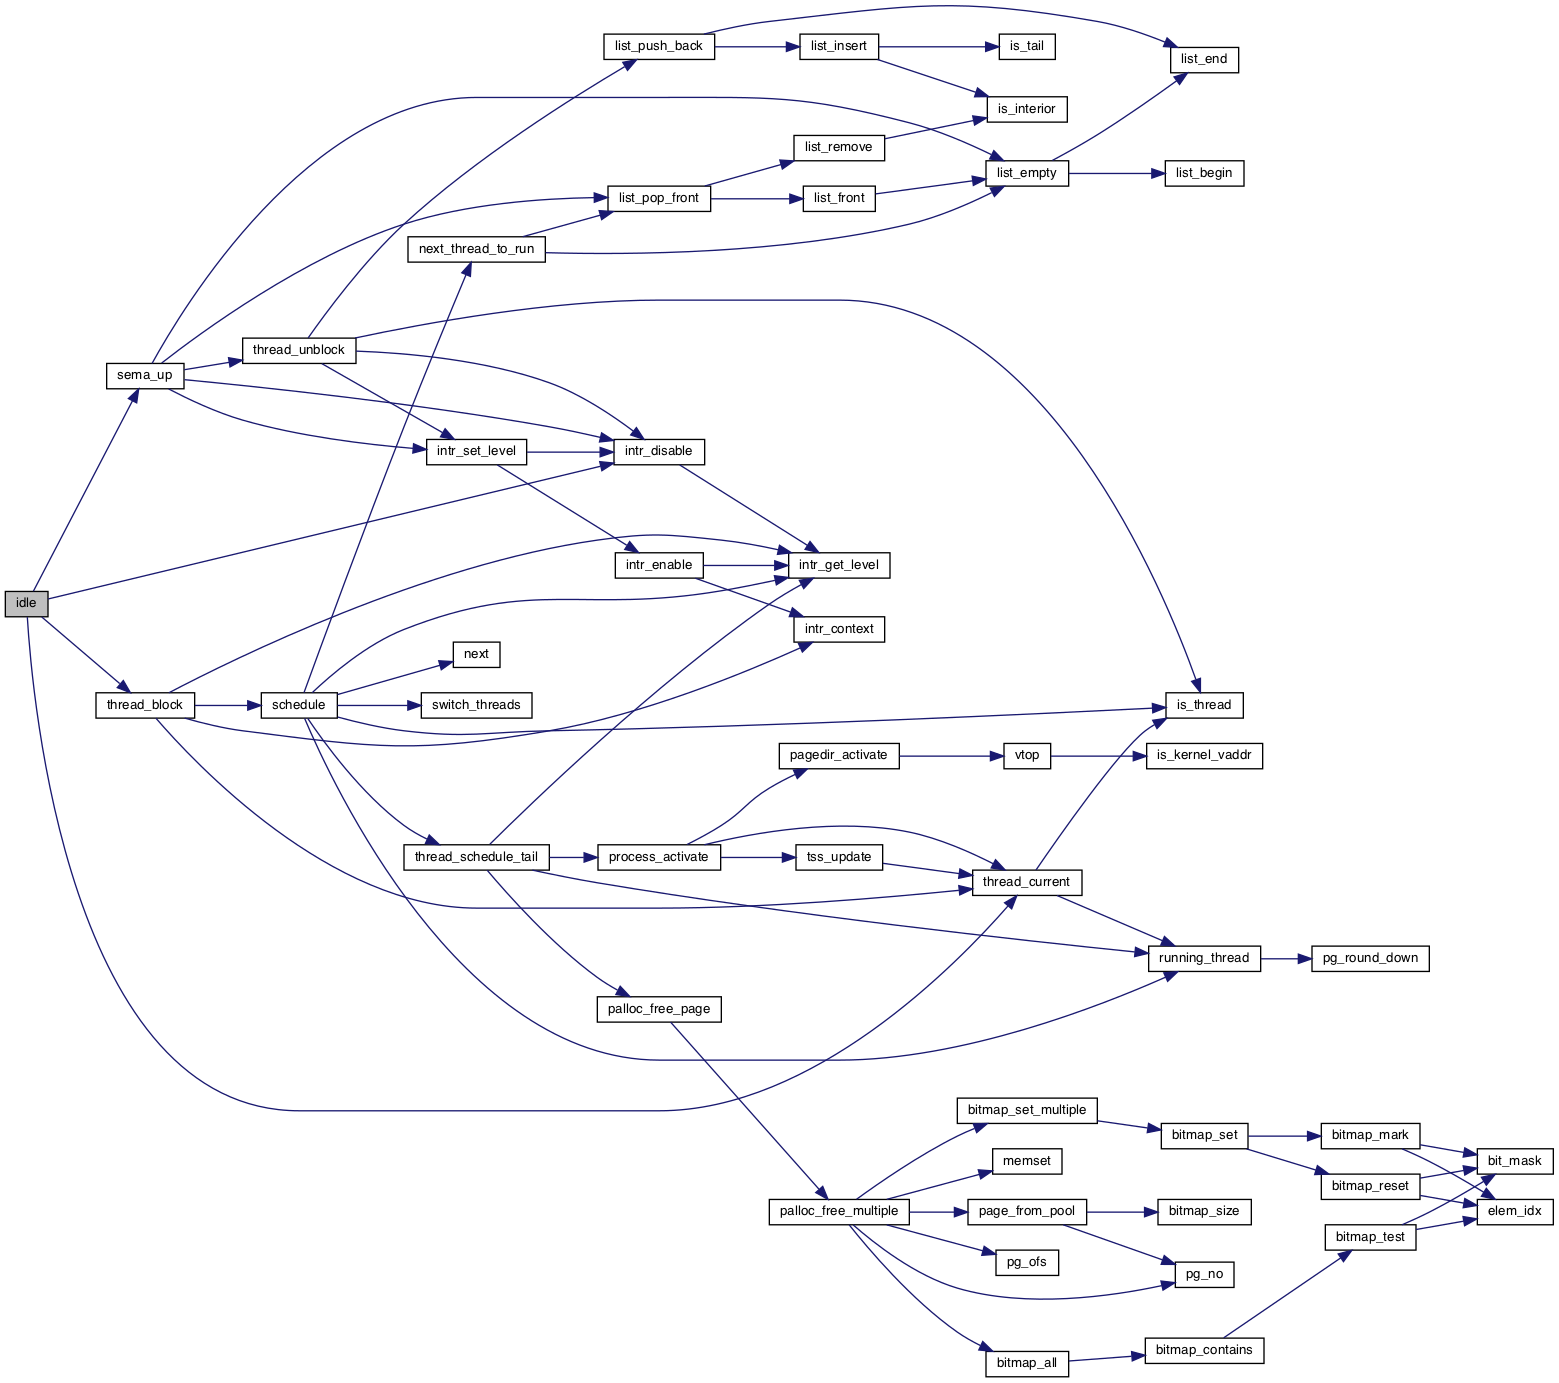 list_push_back
list_insert
is_tail
list_end
is_interior
list_remove
list_empty
list_begin
list_pop_front
list_front
next_thread_to_run
thread_unblock
sema_up
intr_set_level
intr_disable
intr_enable
intr_get_level
idle
intr_context
next
thread_block
schedule
switch_threads
is_thread
pagedir_activate
vtop
is_kernel_vaddr
thread_schedule_tail
process_activate
tss_update
thread_current
running_thread
pg_round_down
palloc_free_page
bitmap_set_multiple
bitmap_set
bitmap_mark
memset
bit_mask
bitmap_reset
palloc_free_multiple
page_from_pool
bitmap_size
elem_idx
bitmap_test
pg_ofs
pg_no
bitmap_contains
bitmap_all